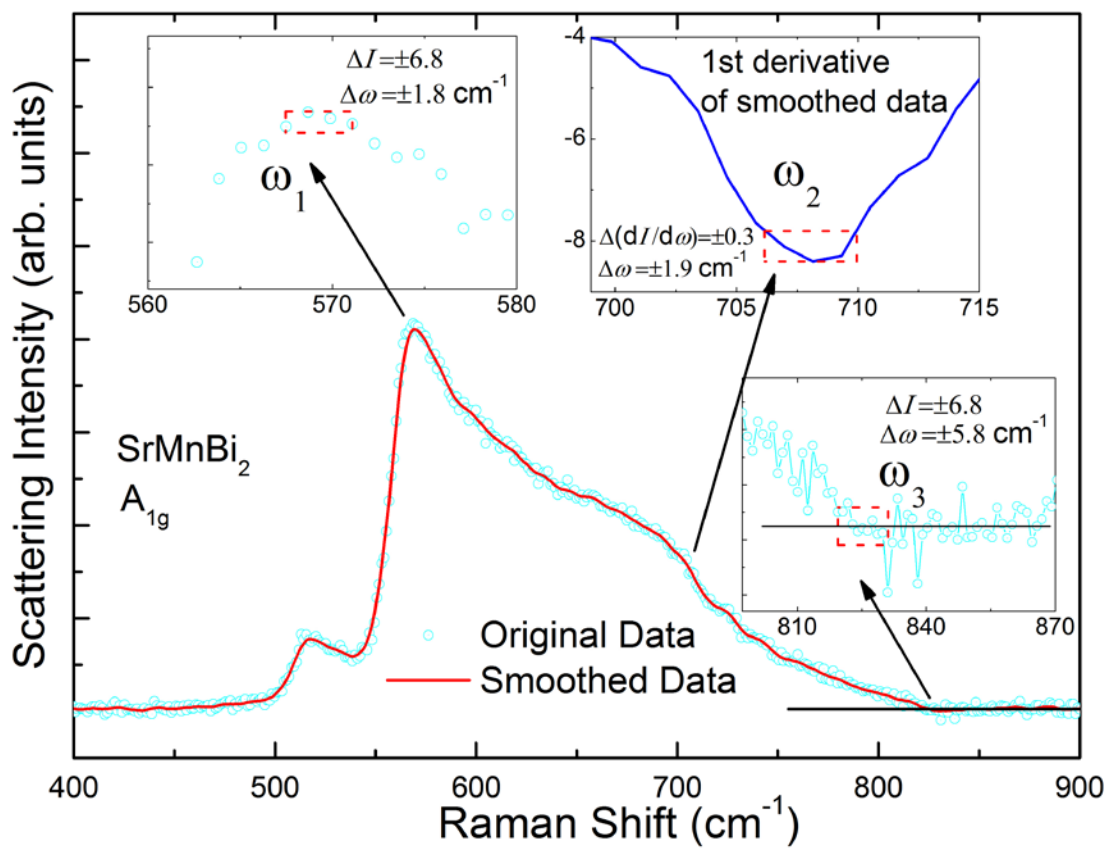 Scattering Intensity (arb. units)
ΔI=±6.8
Δω=±1.8 cm⁻¹
ω₁
560 570 580
1st derivative
of smoothed data
-4
-6
-8
ω₂
Δ(dI/dω)=±0.3
Δω=±1.9 cm⁻¹
700 705 710 715
ΔI=±6.8
Δω=±5.8 cm⁻¹
ω₃
810 840 870
SrMnBi₂
A₁g
Original Data
Smoothed Data
400 500 600 700 800 900
Raman Shift (cm⁻¹)